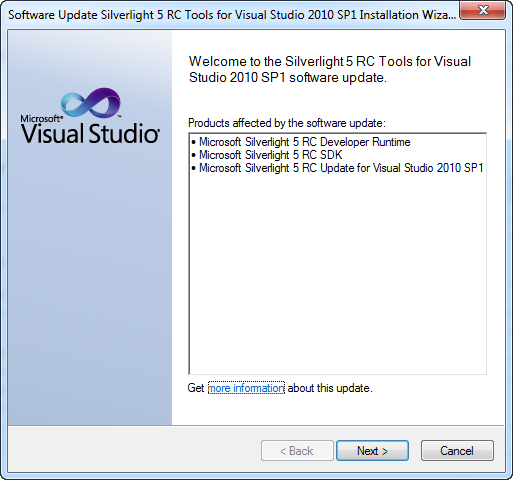 Software Update Silverlight 5 RC Tools for Visual Studio 2010 SP1 Installation Wiza...
Microsoft®
Visual Studio
Welcome to the Silverlight 5 RC Tools for Visual
Studio 2010 SP1 software update.
Products affected by the software update:
• Microsoft Silverlight 5 RC Developer Runtime
• Microsoft Silverlight 5 RC SDK
• Microsoft Silverlight 5 RC Update for Visual Studio 2010 SP1
Get more information about this update.
< Back
Next >
Cancel